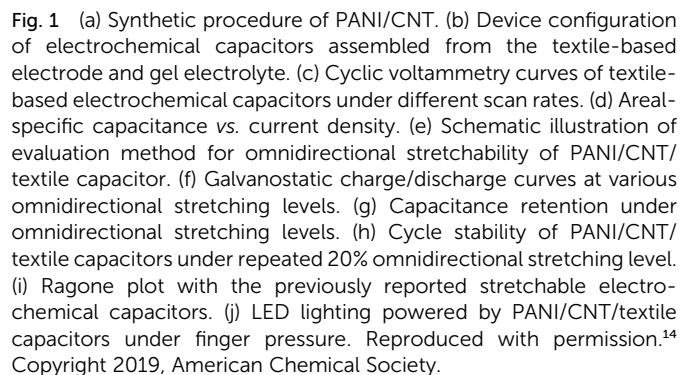 Fig. 1 (a) Synthetic procedure of PANI/CNT. (b) Device configuration
of electrochemical capacitors assembled from the textile-based
electrode and gel electrolyte. (c) Cyclic voltammetry curves of textile-
based electrochemical capacitors under different scan rates. (d) Areal-
specific capacitance vs. current density. (e) Schematic illustration of
evaluation method for omnidirectional stretchability of PANI/CNT/
textile capacitor. (f) Galvanostatic charge/discharge curves at various
omnidirectional stretching levels. (g) Capacitance retention under
omnidirectional stretching levels. (h) Cycle stability of PANI/CNT/
textile capacitors under repeated 20% omnidirectional stretching level.
(i) Ragone plot with the previously reported stretchable electro-
chemical capacitors. (j) LED lighting powered by PANI/CNT/textile
capacitors under finger pressure. Reproduced with permission.¹⁴
Copyright 2019, American Chemical Society.